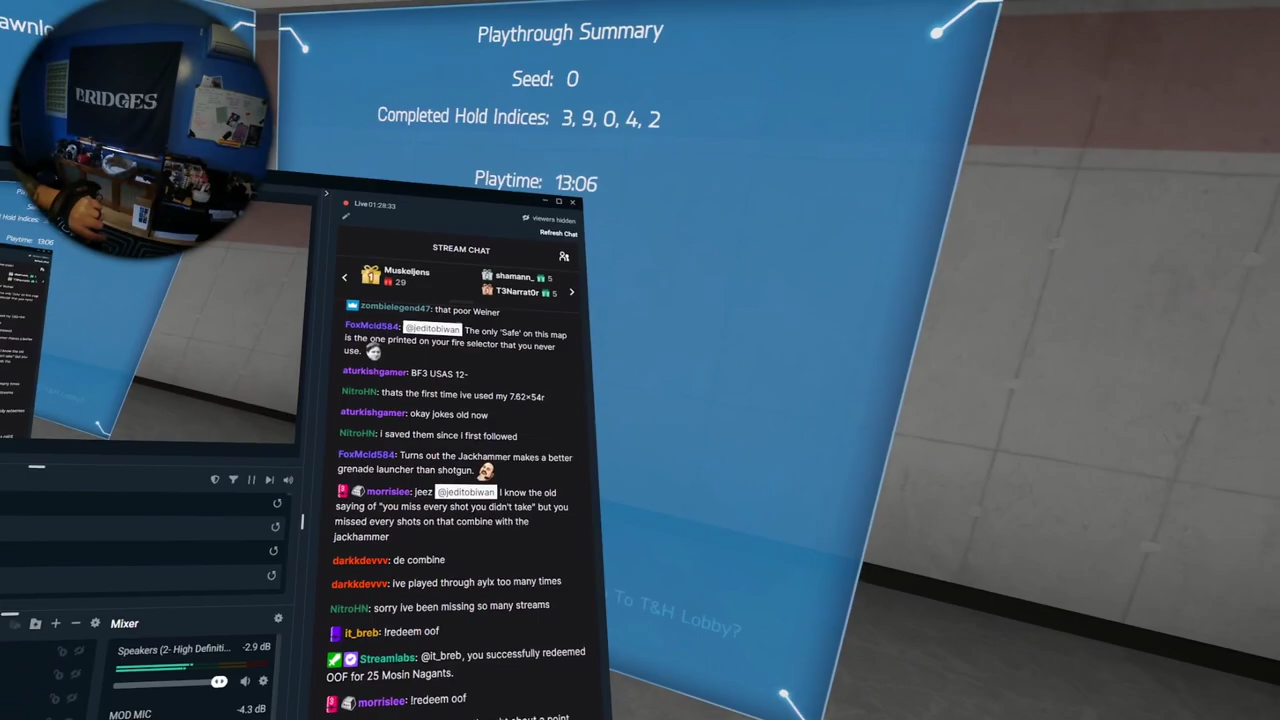 Playthrough Summary
Seed: 0
Completed Hold Indices: 3, 9, 0, 4, 2
Playtime: 13:06
BRIDGES
Live 01:28:33
viewers hidden
Refresh Chat
STREAM CHAT
Muskeljens
29
shamann_ 5
T3Narrat0r 5
zombielegend47: that poor Weiner
FoxMcld584: @jeditobiwan The only 'Safe' on this map
is the one printed on your fire selector that you never
use.
aturkishgamer: BF3 USAS 12-
NitroHN: thats the first time ive used my 7.62x54r
aturkishgamer: okay jokes old now
NitroHN: i saved them since i first followed
FoxMcld584: Turns out the Jackhammer makes a better
grenade launcher than shotgun.
morrislee: jeez @jeditobiwan I know the old
saying of "you miss every shot you didn't take" but you
missed every shots on that combine with the
jackhammer
darkkdevvv: de combine
darkkdevvv: ive played through aylx too many times
NitroHN: sorry ive been missing so many streams
it_breb: !redeem oof
Streamlabs: @it_breb, you successfully redeemed
OOF for 25 Mosin Nagants.
morrislee: !redeem oof
To T&H Lobby?
Mixer
Speakers (2- High Definiti... -2.9 dB
MOD MIC -4.3 dB
Playtime: 13:06